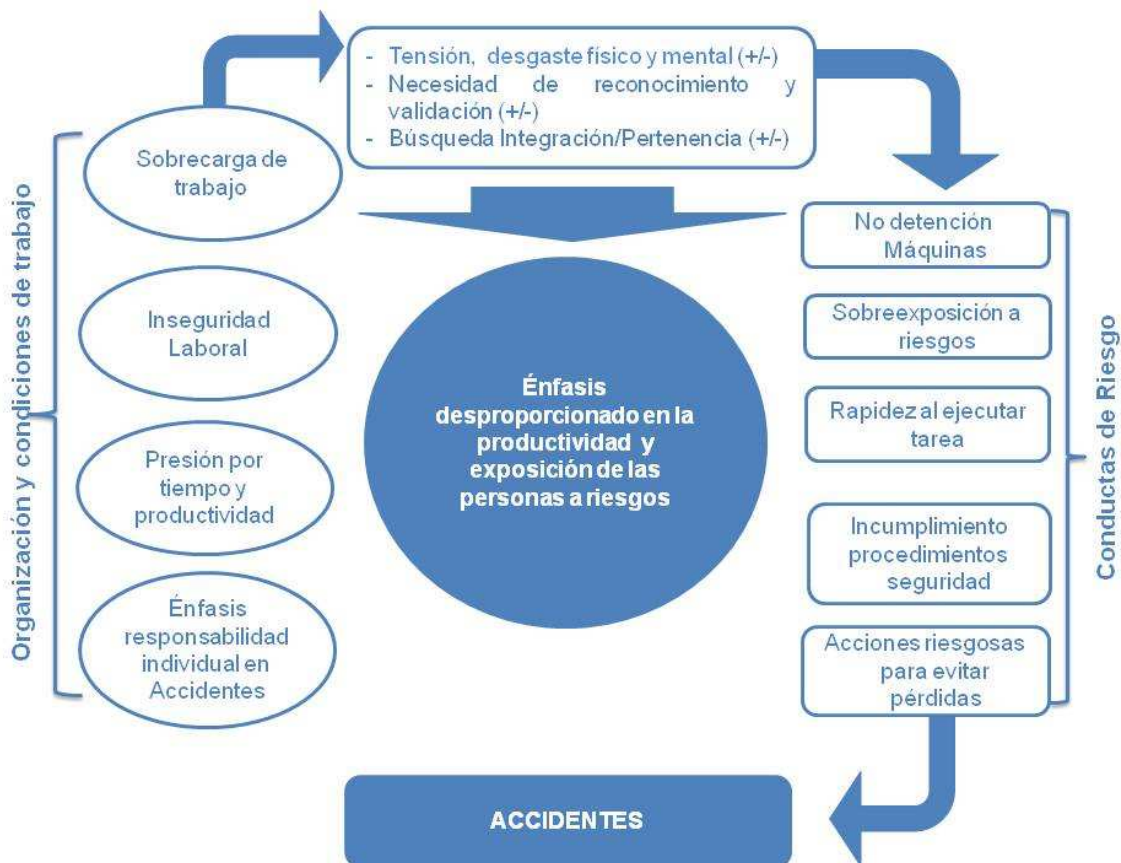 - Tensión, desgaste físico y mental (+/-)
- Necesidad de reconocimiento y
validación (+/-)
- Búsqueda Integración/Pertenencia (+/-)
Organización y condiciones de trabajo
Sobrecarga de
trabajo
Inseguridad
Laboral
Presión por
tiempo y
productividad
Énfasis
responsabilidad
individual en
Accidentes
Énfasis
desproporcionado en la
productividad y
exposición de las
personas a riesgos
No detención
Máquinas
Sobreexposición a
riesgos
Rapidez al ejecutar
tarea
Incumplimiento
procedimientos
seguridad
Acciones riesgosas
para evitar
pérdidas
Conductas de Riesgo
ACCIDENTES